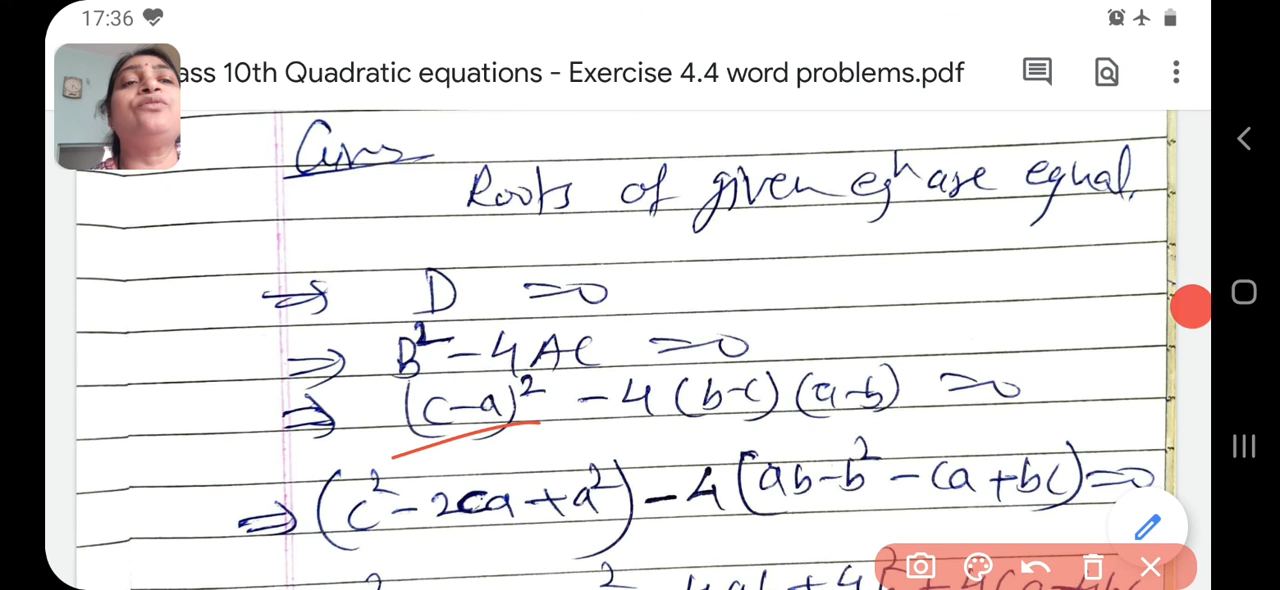 17:36
ass 10th Quadratic equations - Exercise 4.4 word problems.pdf
Roots of given eqn are equal.
⇒ D = 0
⇒ B² - 4AC = 0
⇒ (c-a)² - 4 (b-c) (a-b) = 0
⇒ (c² - 2ca + a²) - 4 (ab - b² - ca + bc) = 0